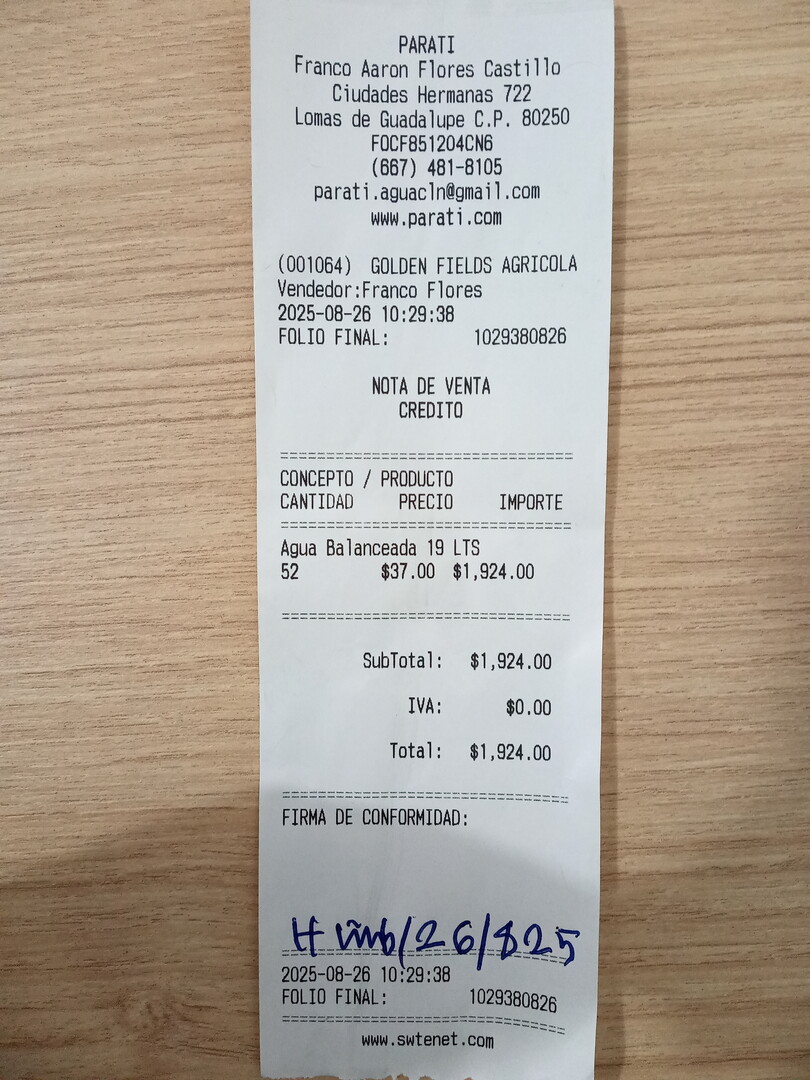 PARATI
Franco Aaron Flores Castillo
Ciudades Hermanas 722
Lomas de Guadalupe C.P. 80250
FOCF851204CN6
(667) 481-8105
parati.aguacln@gmail.com
www.parati.com
(001064) GOLDEN FIELDS AGRICOLA
Vendedor:Franco Flores
2025-08-26 10:29:38
FOLIO FINAL: 1029380826
NOTA DE VENTA
CREDITO
===============================
CONCEPTO / PRODUCTO
CANTIDAD PRECIO IMPORTE
===============================
Agua Balanceada 19 LTS
52 $37.00 $1,924.00
===============================
SubTotal: $1,924.00
IVA: $0.00
Total: $1,924.00
===============================
FIRMA DE CONFORMIDAD:
/26/825
===============================
2025-08-26 10:29:38
FOLIO FINAL: 1029380826
===============================
www.swtenet.com